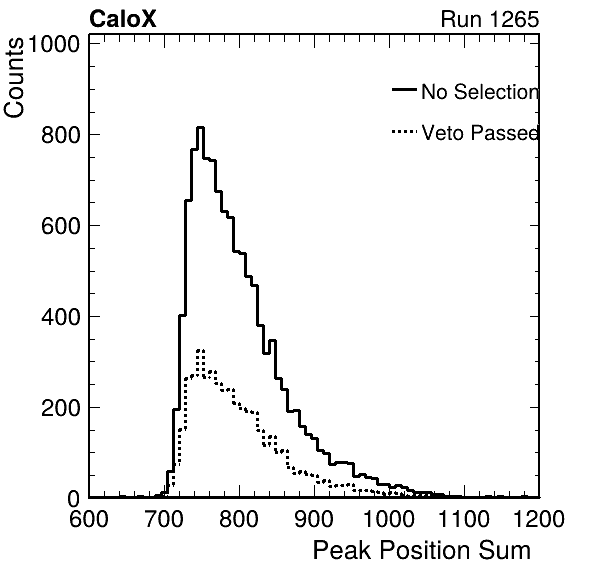 CaloX Run 1265
Counts
1000
800
600
400
200
0
No Selection
Veto Passed
600 700 800 900 1000 1100 1200
Peak Position Sum